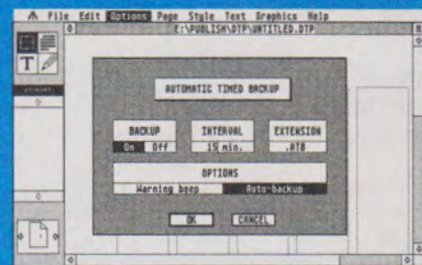 File Edit Options Page Style Text Graphics Help
E:\PUBLISH\DTP\UNTITLED.DTP
T
AUTOMATIC TIMED BACKUP
BACKUP INTERVAL EXTENSION
On Off 15 min. .ATB
OPTIONS
Warning beep Auto-backup
OK CANCEL